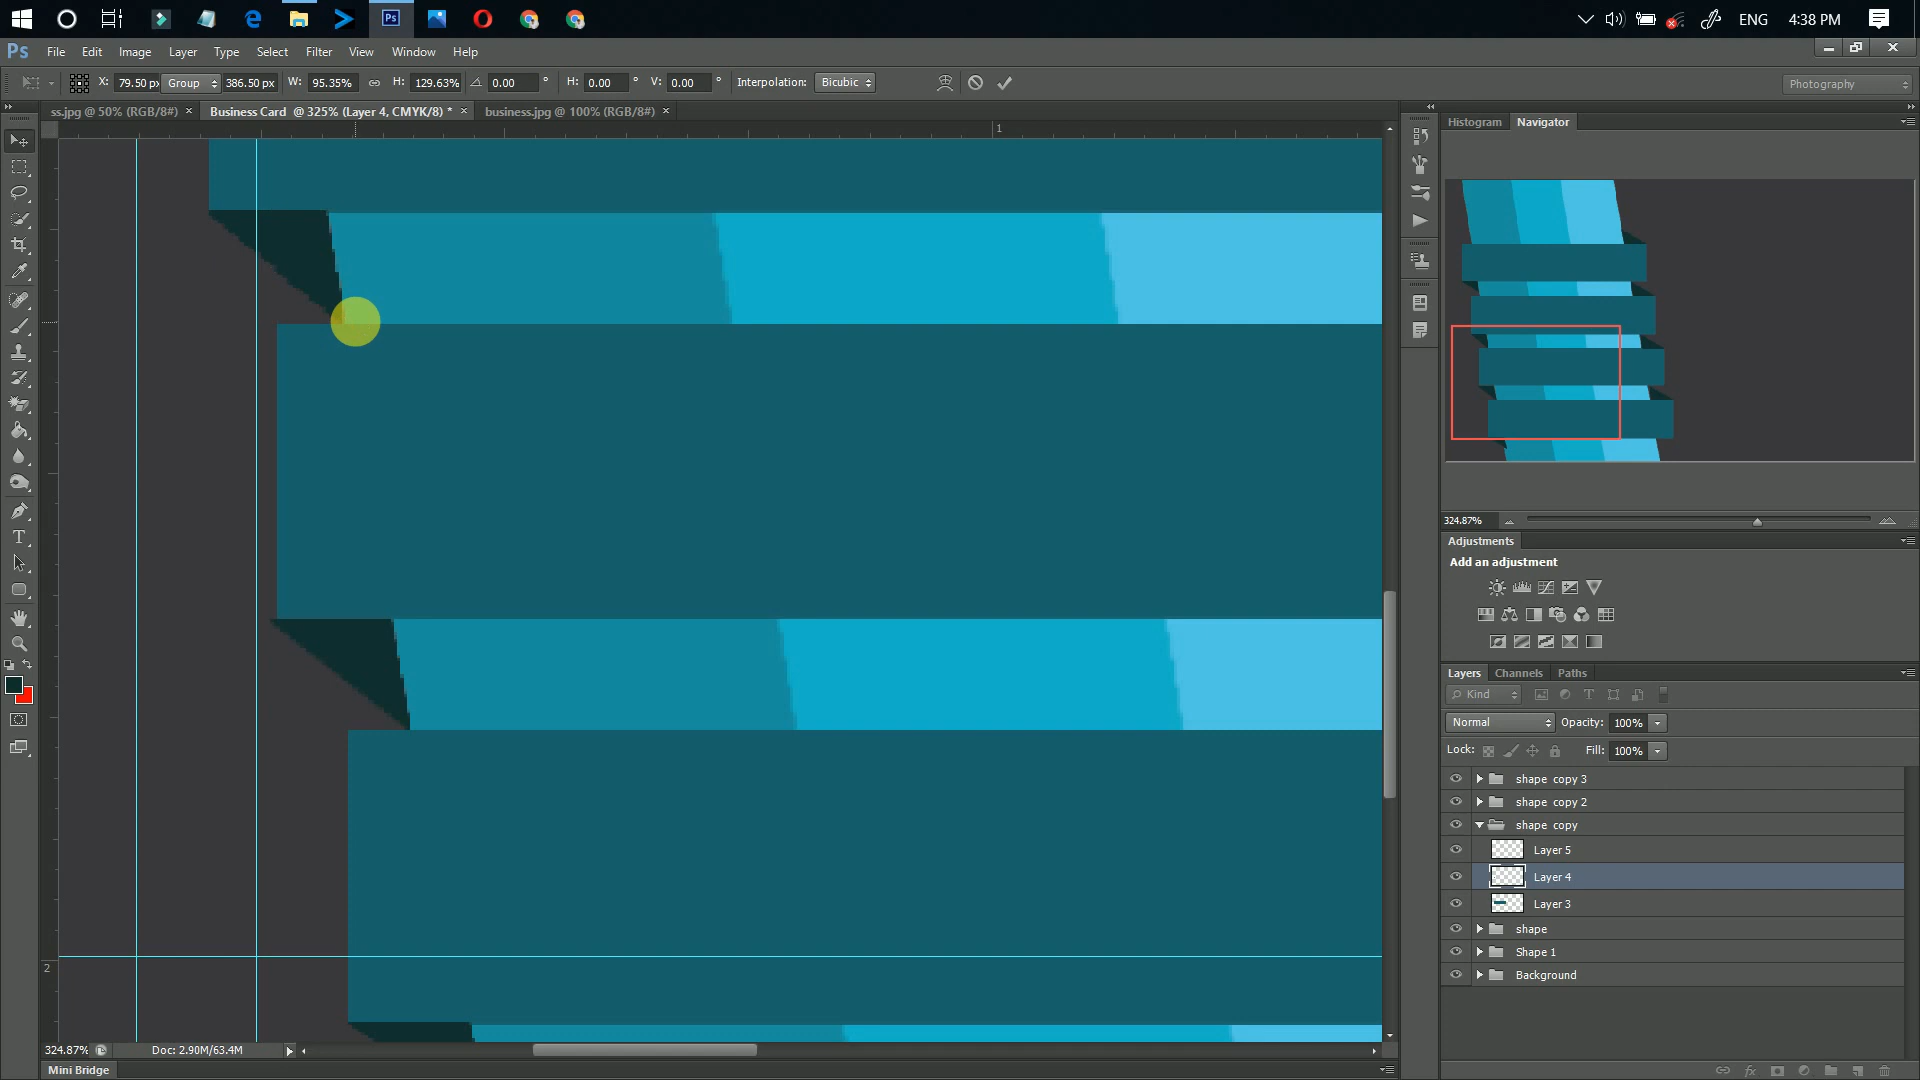 ENG 4:38 PM
Ps File Edit Image Layer Type Select Filter View Window Help
X: 79.50 px Group 386.50 px W: 95.35% H: 129.63% 0.00 ° H: 0.00 ° V: 0.00 ° Interpolation: Bicubic Photography
ss.jpg @ 50% (RGB/8#) × Business Card @ 325% (Layer 4, CMYK/8) * × business.jpg @ 100% (RGB/8#) ×
Histogram Navigator
1
2
324.87%
Adjustments
Add an adjustment
Layers Channels Paths
Kind
Normal Opacity: 100%
Lock: Fill: 100%
shape copy 3
shape copy 2
shape copy
Layer 5
Layer 4
Layer 3
shape
Shape 1
Background
324.87% Doc: 2.90M/63.4M
Mini Bridge